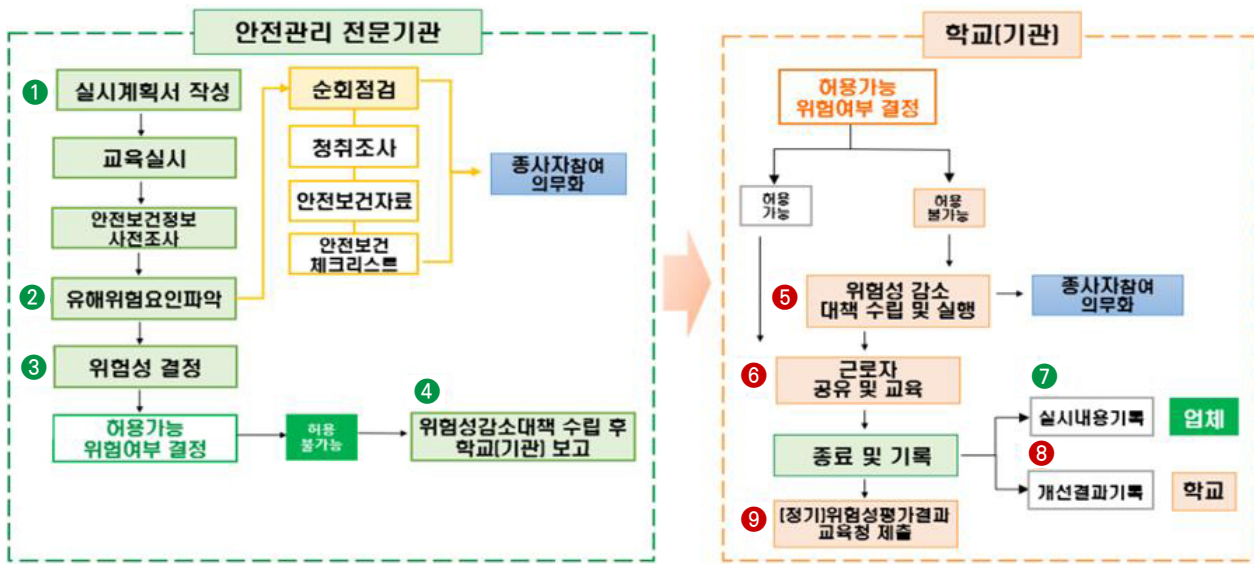 안전관리 전문기관
1 실시계획서 작성
교육실시
안전보건정보
사전조사
2 유해위험요인파악
3 위험성 결정
허용가능
위험여부 결정
허용
불가능
4
위험성감소대책 수립 후
학교(기관) 보고
순회점검
청취조사
안전보건자료
안전보건
체크리스트
종사자참여
의무화
학교(기관)
허용가능
위험여부 결정
허용
가능
허용
불가능
5 위험성 감소
대책 수립 및 실행
종사자참여
의무화
6 근로자
공유 및 교육
종료 및 기록
7
실시내용기록 업체
8
개선결과기록 학교
9 (정기)위험성평가결과
교육청 제출